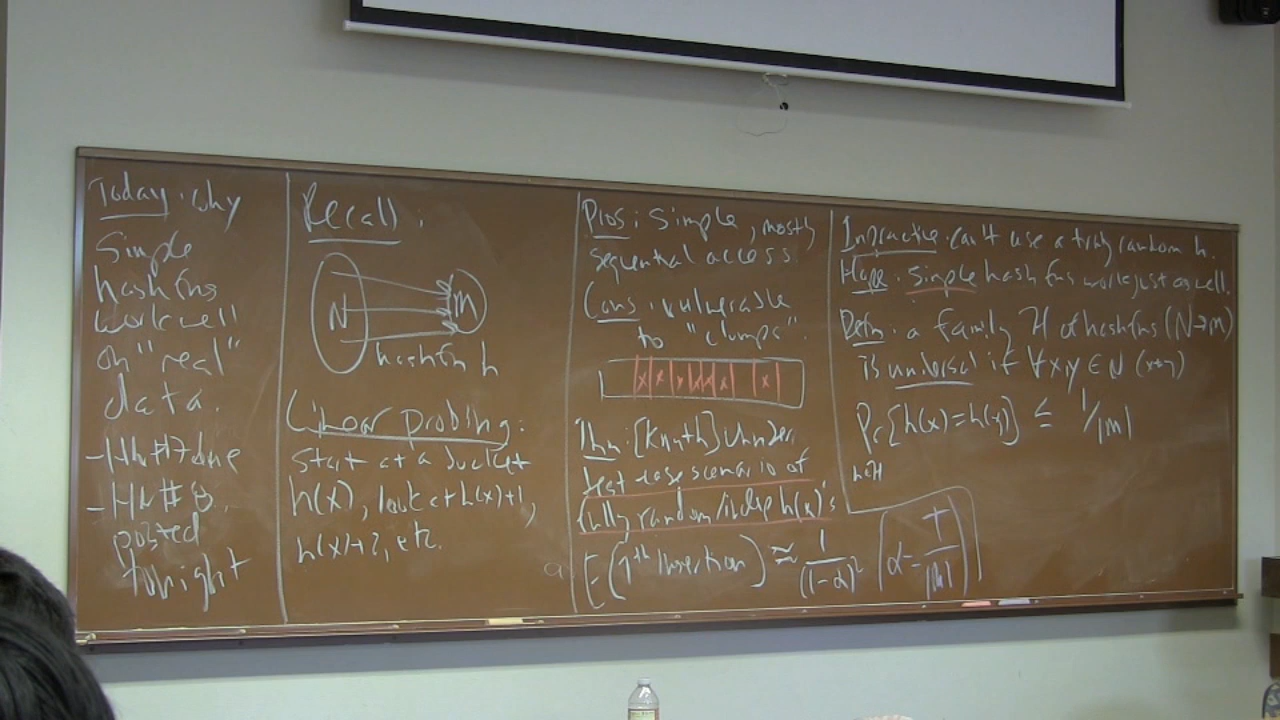 Today: why
Simple
hash fns
work well
on "real"
data.
- HW #7 due
- HW #8
posted
tonight
Recall:
N
M
hash fn h
Linear probing:
start at a bucket
h(x), look at h(x)+1,
h(x)+2, etc.
Pros: simple, mostly
sequential access
Cons: vulnerable
to "clumps".
x x x x x x x
Thm: [Knuth] Under
best case scenario of
fully random/indep h(x)'s
E(T^th insertion) ≈ 1/(1-α)²
α = T/|M|
In practice: can't use a truly random h.
Hope: simple hash fns work just as well.
Defn: a family H of hash fns (N→M)
is universal if ∀x,y ∈ N (x≠y)
Pr[h(x)=h(y)] ≤ 1/|M|
h∈H